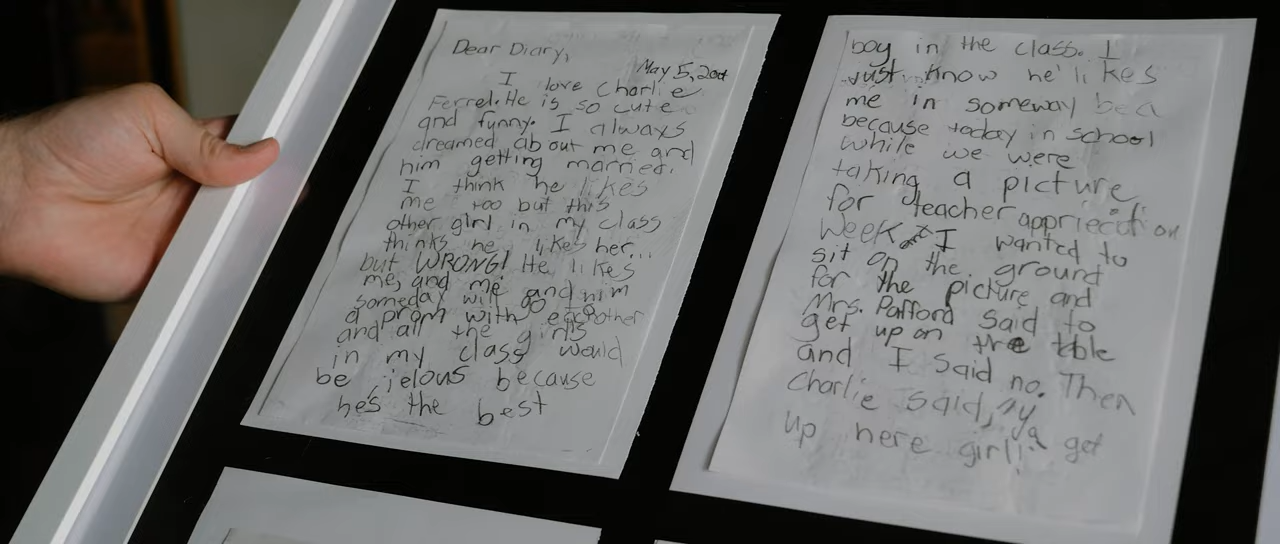 Dear Diary,
May 5, 20
I love Charlie
Ferrel. He is so cute
and funny. I always
dreamed about me and
him getting married.
I think he likes
me too but this
other girl in my class
thinks he likes her...
but WRONG! He likes
me, and me and him
someday will go to
a prom with eachother
and all the girls
in my class would
be jelous because
he's the best
boy in the class. I
just know he likes
me in someway
because today in school
while we were
taking a picture
for teacher
week I wanted to
sit on the ground
for the picture and
Mrs. Pafford said to
get up on the table
and I said no. Then
Charlie said,
up here girl! get